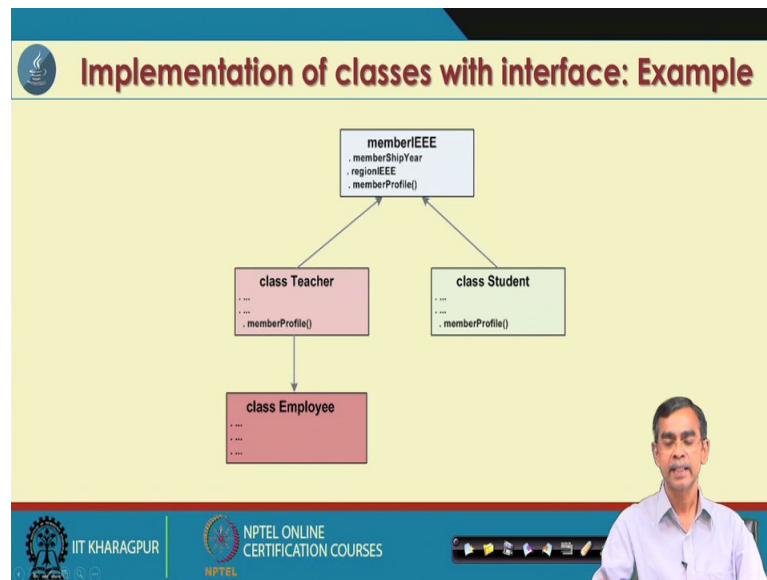 Implementation of classes with interface: Example
memberIEEE
. memberShipYear
. regionIEEE
. memberProfile()
class Teacher
. ...
. ...
. memberProfile()
class Student
. ...
. ...
. memberProfile()
class Employee
. ...
. ...
. ...
IIT KHARAGPUR
NPTEL
NPTEL ONLINE
CERTIFICATION COURSES